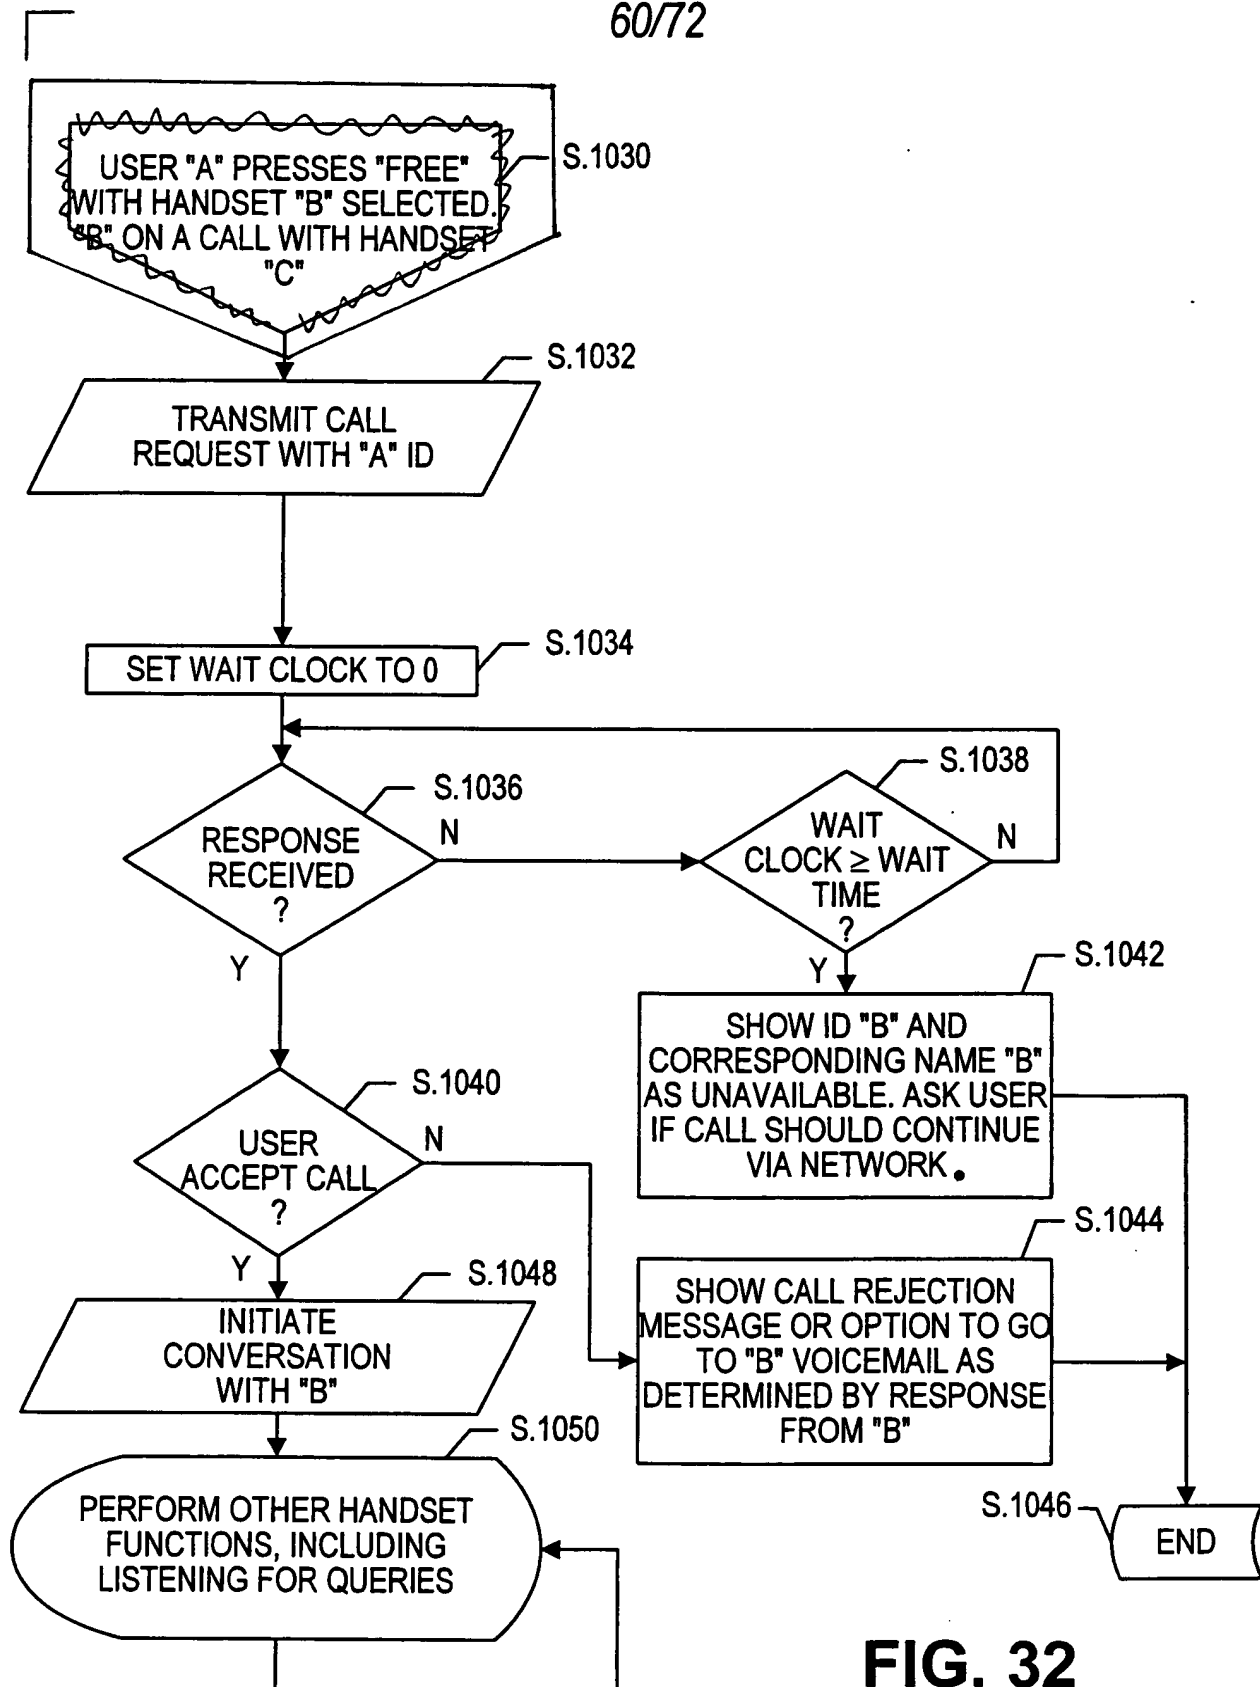 60/72
USER "A" PRESSES "FREE"
WITH HANDSET "B" SELECTED.
"B" ON A CALL WITH HANDSET
"C"
S.1030
S.1032
TRANSMIT CALL
REQUEST WITH "A" ID
S.1034
SET WAIT CLOCK TO 0
S.1036
RESPONSE
RECEIVED
?
N
Y
S.1038
WAIT
CLOCK ≥ WAIT
TIME
?
N
Y
S.1042
SHOW ID "B" AND
CORRESPONDING NAME "B"
AS UNAVAILABLE. ASK USER
IF CALL SHOULD CONTINUE
VIA NETWORK.
S.1040
USER
ACCEPT CALL
?
N
Y
S.1044
SHOW CALL REJECTION
MESSAGE OR OPTION TO GO
TO "B" VOICEMAIL AS
DETERMINED BY RESPONSE
FROM "B"
S.1048
INITIATE
CONVERSATION
WITH "B"
S.1050
PERFORM OTHER HANDSET
FUNCTIONS, INCLUDING
LISTENING FOR QUERIES
S.1046
END
FIG. 32